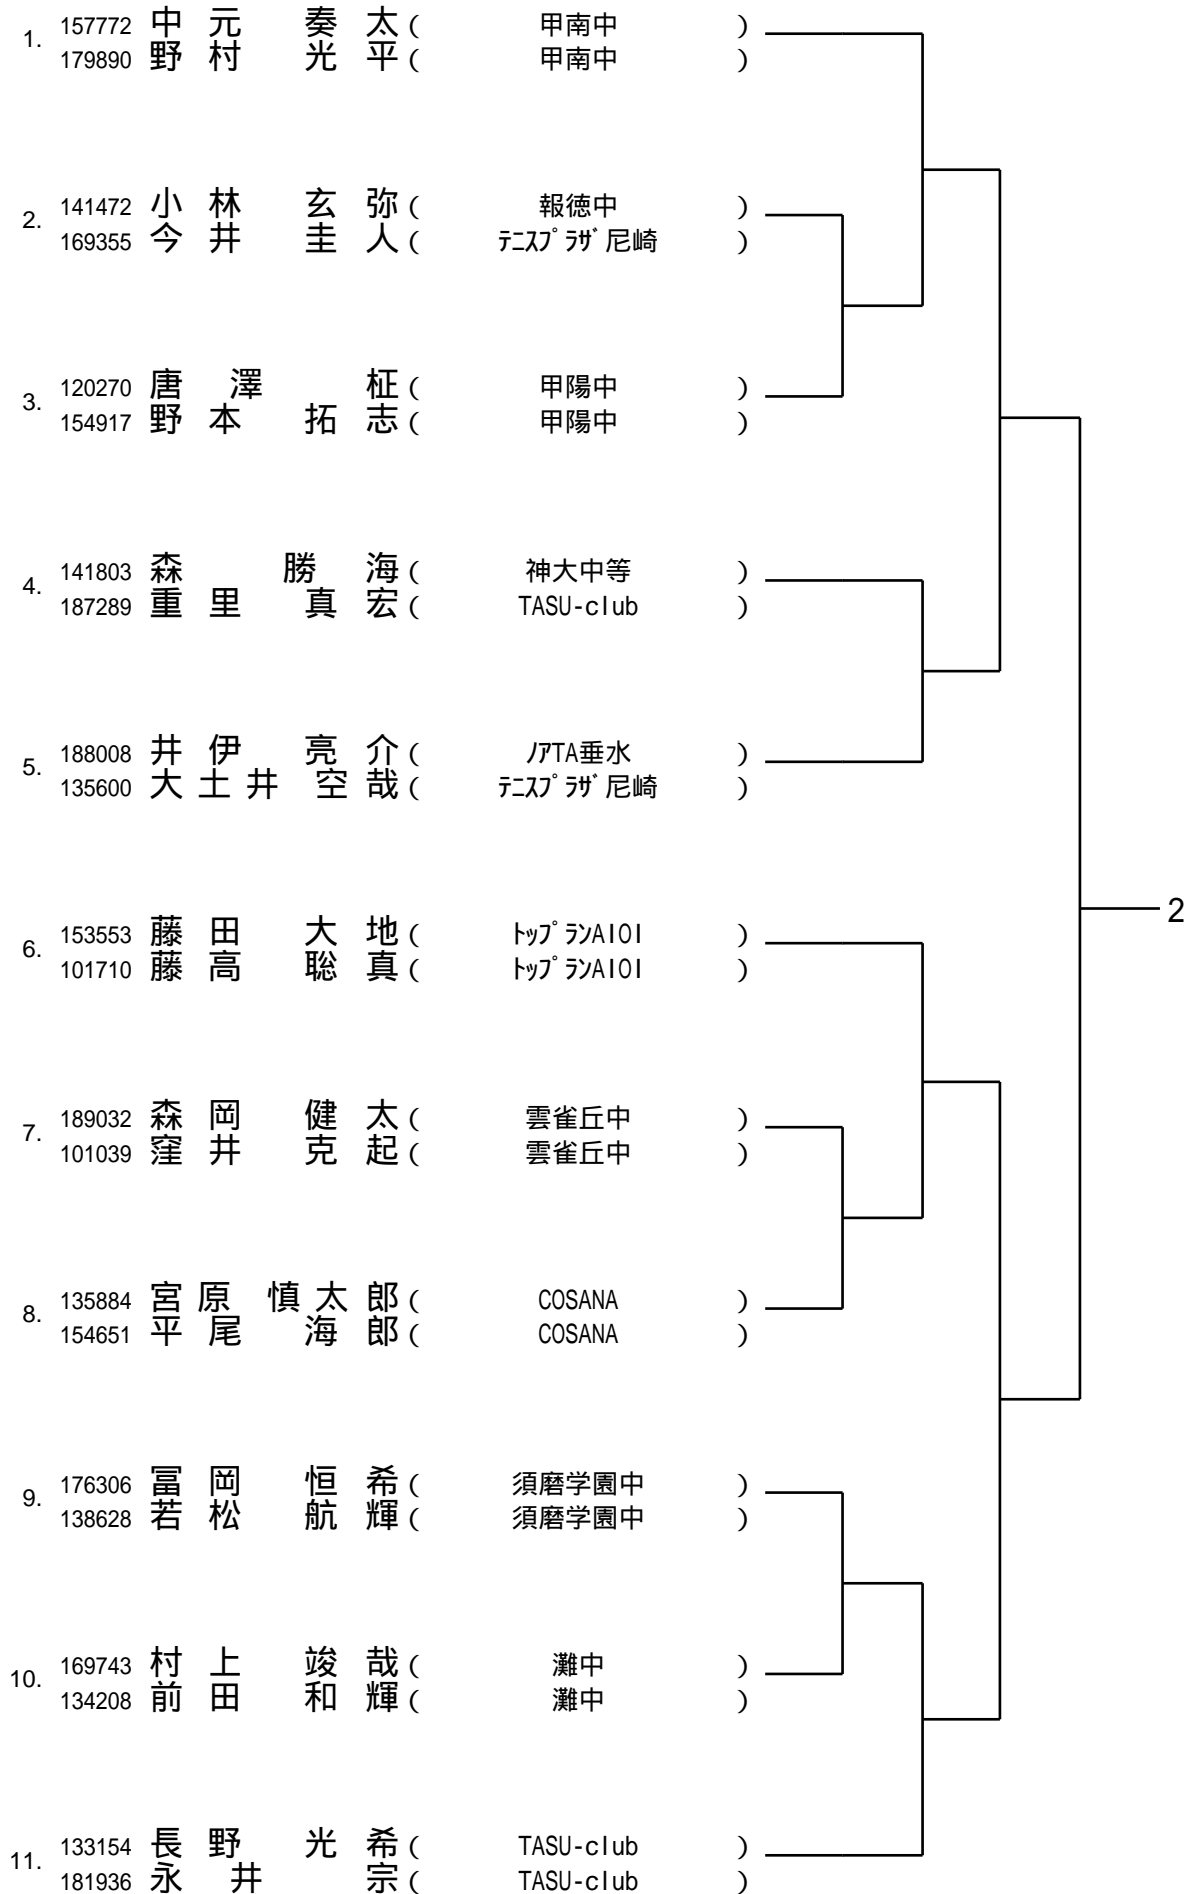 1. 157772 中元 奏太 ( 甲南中 )
179890 野村 光平 ( 甲南中 )
2. 141472 小林 玄弥 ( 報徳中 )
169355 今井 圭人 ( ﾃﾆｽﾌﾟﾗｻﾞ尼崎 )
3. 120270 唐澤 柾 ( 甲陽中 )
154917 野本 拓志 ( 甲陽中 )
4. 141803 森 勝海 ( 神大中等 )
187289 重里 真宏 ( TASU-club )
5. 188008 井伊 亮介 ( ﾉｱTA垂水 )
135600 大土井 空哉 ( ﾃﾆｽﾌﾟﾗｻﾞ尼崎 )
2
6. 153553 藤田 大地 ( ﾄｯﾌﾟﾗﾝAIOI )
101710 藤高 聡真 ( ﾄｯﾌﾟﾗﾝAIOI )
7. 189032 森岡 健太 ( 雲雀丘中 )
101039 窪井 克起 ( 雲雀丘中 )
8. 135884 宮原 慎太郎 ( COSANA )
154651 平尾 海郎 ( COSANA )
9. 176306 冨岡 恒希 ( 須磨学園中 )
138628 若松 航輝 ( 須磨学園中 )
10. 169743 村上 竣哉 ( 灘中 )
134208 前田 和輝 ( 灘中 )
11. 133154 長野 光希 ( TASU-club )
181936 永井 宗 ( TASU-club )